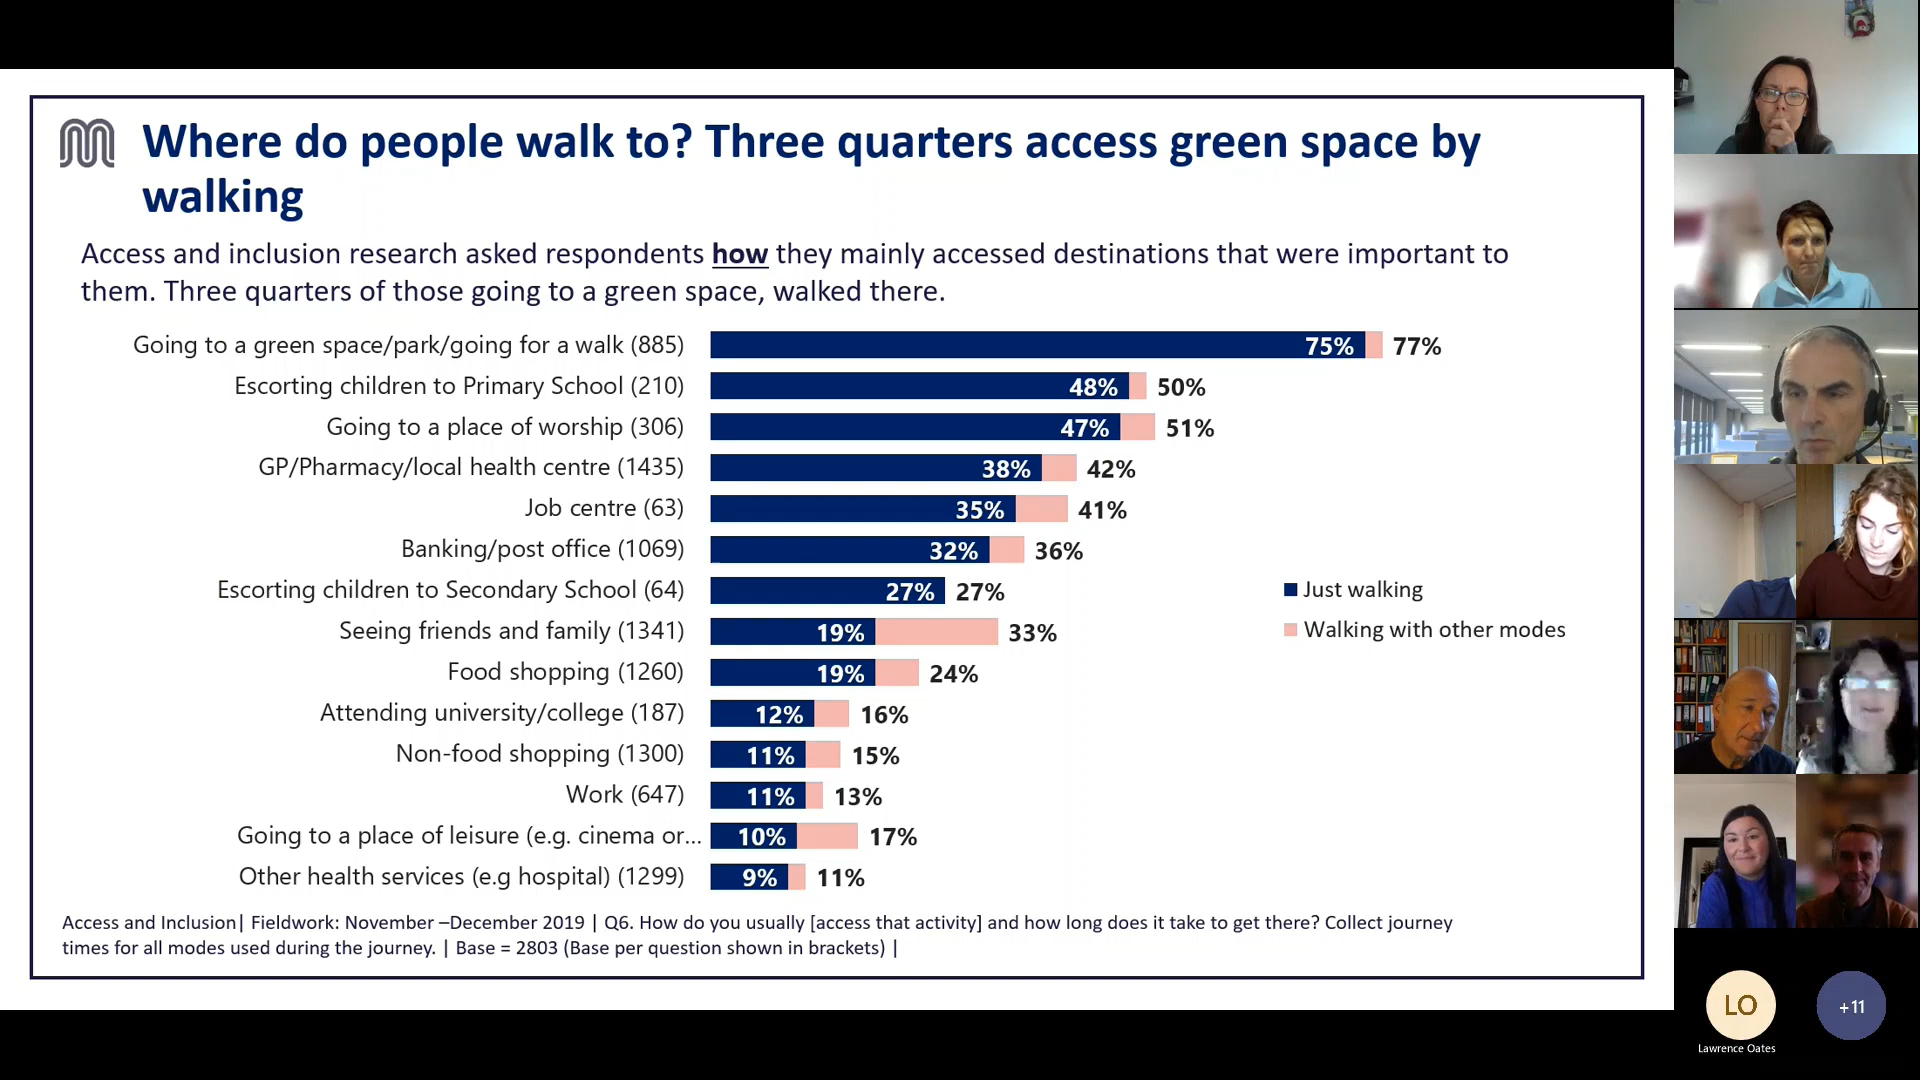 Where do people walk to? Three quarters access green space by
walking
Access and inclusion research asked respondents how they mainly accessed destinations that were important to
them. Three quarters of those going to a green space, walked there.
Going to a green space/park/going for a walk (885) 75% 77%
Escorting children to Primary School (210) 48% 50%
Going to a place of worship (306) 47% 51%
GP/Pharmacy/local health centre (1435) 38% 42%
Job centre (63) 35% 41%
Banking/post office (1069) 32% 36%
Escorting children to Secondary School (64) 27% 27%
Just walking
Seeing friends and family (1341) 19% 33%
Walking with other modes
Food shopping (1260) 19% 24%
Attending university/college (187) 12% 16%
Non-food shopping (1300) 11% 15%
Work (647) 11% 13%
Going to a place of leisure (e.g. cinema or... 10% 17%
Other health services (e.g hospital) (1299) 9% 11%
Access and Inclusion| Fieldwork: November –December 2019 | Q6. How do you usually [access that activity] and how long does it take to get there? Collect journey
times for all modes used during the journey. | Base = 2803 (Base per question shown in brackets) |
LO
+11
Lawrence Oates